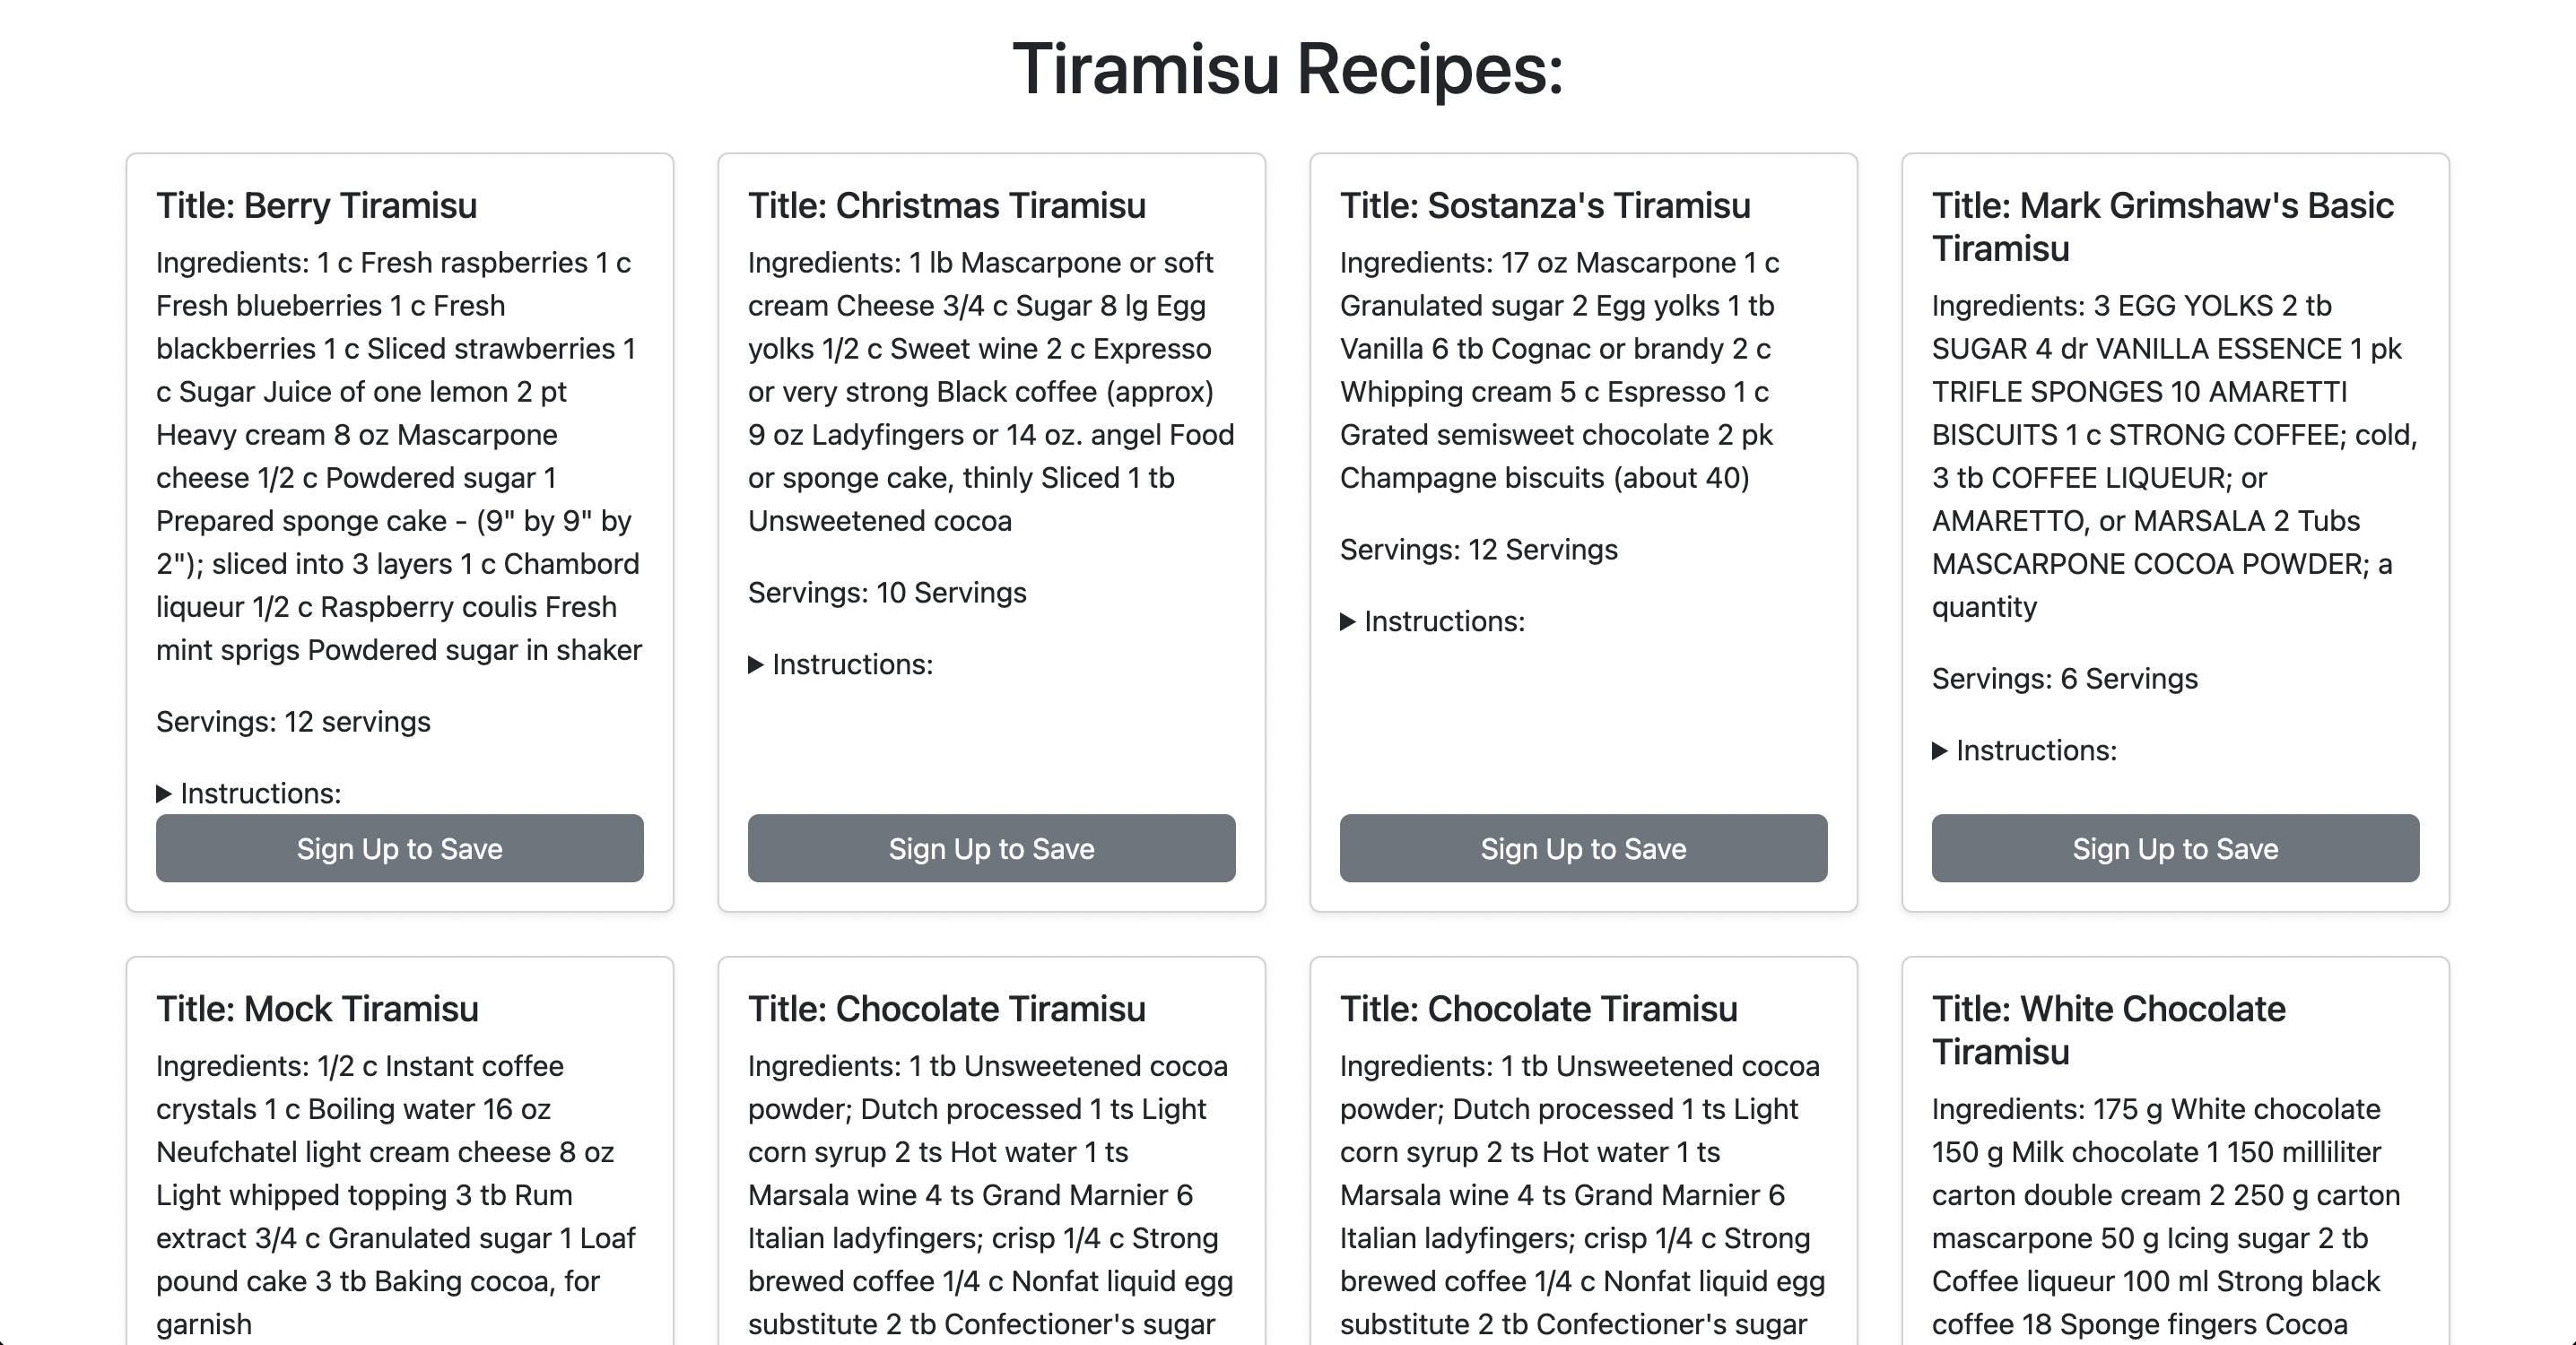 Tiramisu Recipes:
Title: Berry Tiramisu
Ingredients: 1 c Fresh raspberries 1 c
Fresh blueberries 1 c Fresh
blackberries 1 c Sliced strawberries 1
c Sugar Juice of one lemon 2 pt
Heavy cream 8 oz Mascarpone
cheese 1/2 c Powdered sugar 1
Prepared sponge cake - (9" by 9" by
2"); sliced into 3 layers 1 c Chambord
liqueur 1/2 c Raspberry coulis Fresh
mint sprigs Powdered sugar in shaker
Servings: 12 servings
▶ Instructions:
Sign Up to Save
Title: Christmas Tiramisu
Ingredients: 1 lb Mascarpone or soft
cream Cheese 3/4 c Sugar 8 lg Egg
yolks 1/2 c Sweet wine 2 c Expresso
or very strong Black coffee (approx)
9 oz Ladyfingers or 14 oz. angel Food
or sponge cake, thinly Sliced 1 tb
Unsweetened cocoa
Servings: 10 Servings
▶ Instructions:
Sign Up to Save
Title: Sostanza's Tiramisu
Ingredients: 17 oz Mascarpone 1 c
Granulated sugar 2 Egg yolks 1 tb
Vanilla 6 tb Cognac or brandy 2 c
Whipping cream 5 c Espresso 1 c
Grated semisweet chocolate 2 pk
Champagne biscuits (about 40)
Servings: 12 Servings
▶ Instructions:
Sign Up to Save
Title: Mark Grimshaw's Basic
Tiramisu
Ingredients: 3 EGG YOLKS 2 tb
SUGAR 4 dr VANILLA ESSENCE 1 pk
TRIFLE SPONGES 10 AMARETTI
BISCUITS 1 c STRONG COFFEE; cold,
3 tb COFFEE LIQUEUR; or
AMARETTO, or MARSALA 2 Tubs
MASCARPONE COCOA POWDER; a
quantity
Servings: 6 Servings
▶ Instructions:
Sign Up to Save
Title: Mock Tiramisu
Ingredients: 1/2 c Instant coffee
crystals 1 c Boiling water 16 oz
Neufchatel light cream cheese 8 oz
Light whipped topping 3 tb Rum
extract 3/4 c Granulated sugar 1 Loaf
pound cake 3 tb Baking cocoa, for
garnish
Title: Chocolate Tiramisu
Ingredients: 1 tb Unsweetened cocoa
powder; Dutch processed 1 ts Light
corn syrup 2 ts Hot water 1 ts
Marsala wine 4 ts Grand Marnier 6
Italian ladyfingers; crisp 1/4 c Strong
brewed coffee 1/4 c Nonfat liquid egg
substitute 2 tb Confectioner's sugar
Title: Chocolate Tiramisu
Ingredients: 1 tb Unsweetened cocoa
powder; Dutch processed 1 ts Light
corn syrup 2 ts Hot water 1 ts
Marsala wine 4 ts Grand Marnier 6
Italian ladyfingers; crisp 1/4 c Strong
brewed coffee 1/4 c Nonfat liquid egg
substitute 2 tb Confectioner's sugar
Title: White Chocolate
Tiramisu
Ingredients: 175 g White chocolate
150 g Milk chocolate 1 150 milliliter
carton double cream 2 250 g carton
mascarpone 50 g Icing sugar 2 tb
Coffee liqueur 100 ml Strong black
coffee 18 Sponge fingers Cocoa